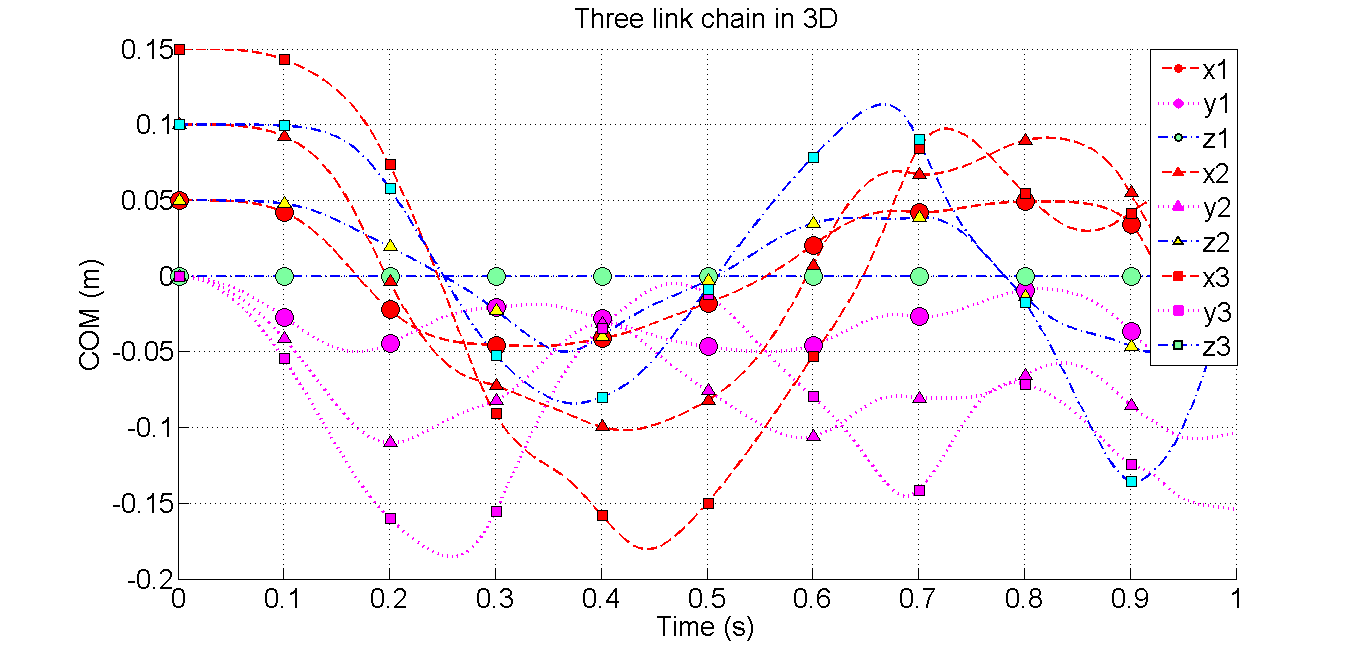 Three link chain in 3D
0.15
0.1
0.05
0
-0.05
-0.1
-0.15
-0.2
COM (m)
0 0.1 0.2 0.3 0.4 0.5 0.6 0.7 0.8 0.9 1
Time (s)
x1
y1
z1
x2
y2
z2
x3
y3
z3